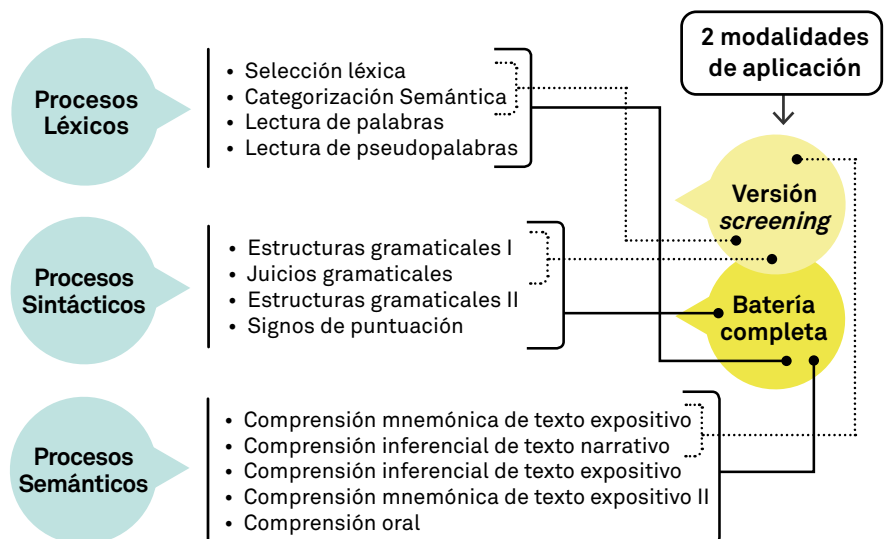 2 modalidades
de aplicación
Procesos
Léxicos
• Selección léxica
• Categorización Semántica
• Lectura de palabras
• Lectura de pseudopalabras
Versión
screening
Procesos
Sintácticos
• Estructuras gramaticales I
• Juicios gramaticales
• Estructuras gramaticales II
• Signos de puntuación
Batería
completa
Procesos
Semánticos
• Comprensión mnemónica de texto expositivo
• Comprensión inferencial de texto narrativo
• Comprensión inferencial de texto expositivo
• Comprensión mnemónica de texto expositivo II
• Comprensión oral